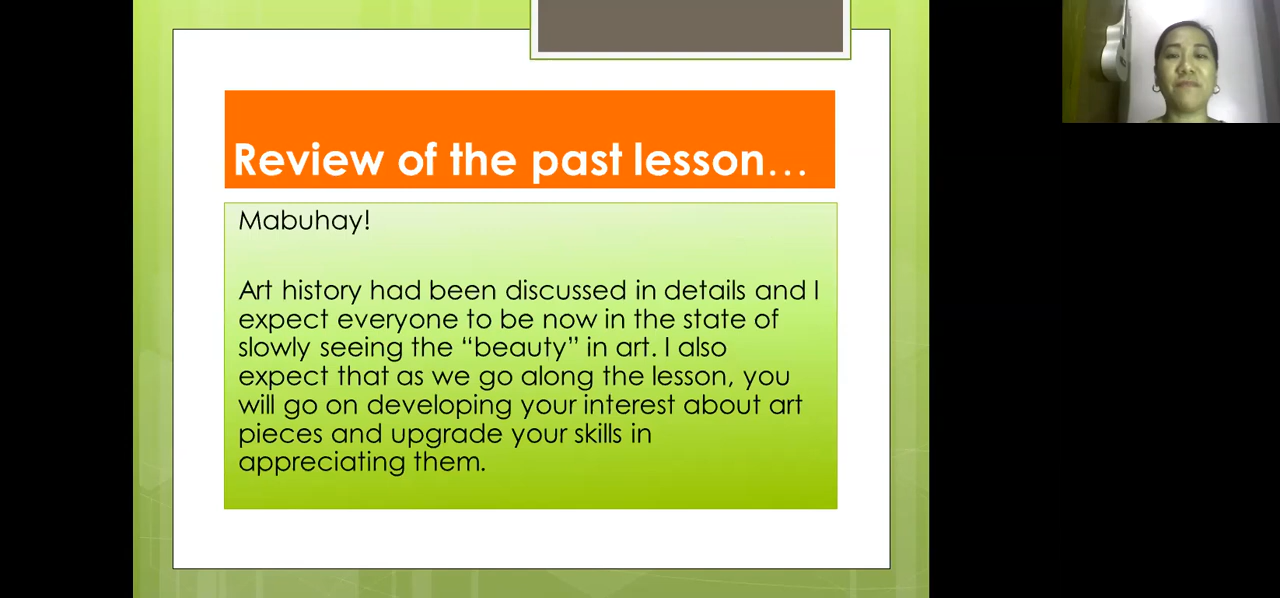 Review of the past lesson…
Mabuhay!
Art history had been discussed in details and I
expect everyone to be now in the state of
slowly seeing the “beauty” in art. I also
expect that as we go along the lesson, you
will go on developing your interest about art
pieces and upgrade your skills in
appreciating them.